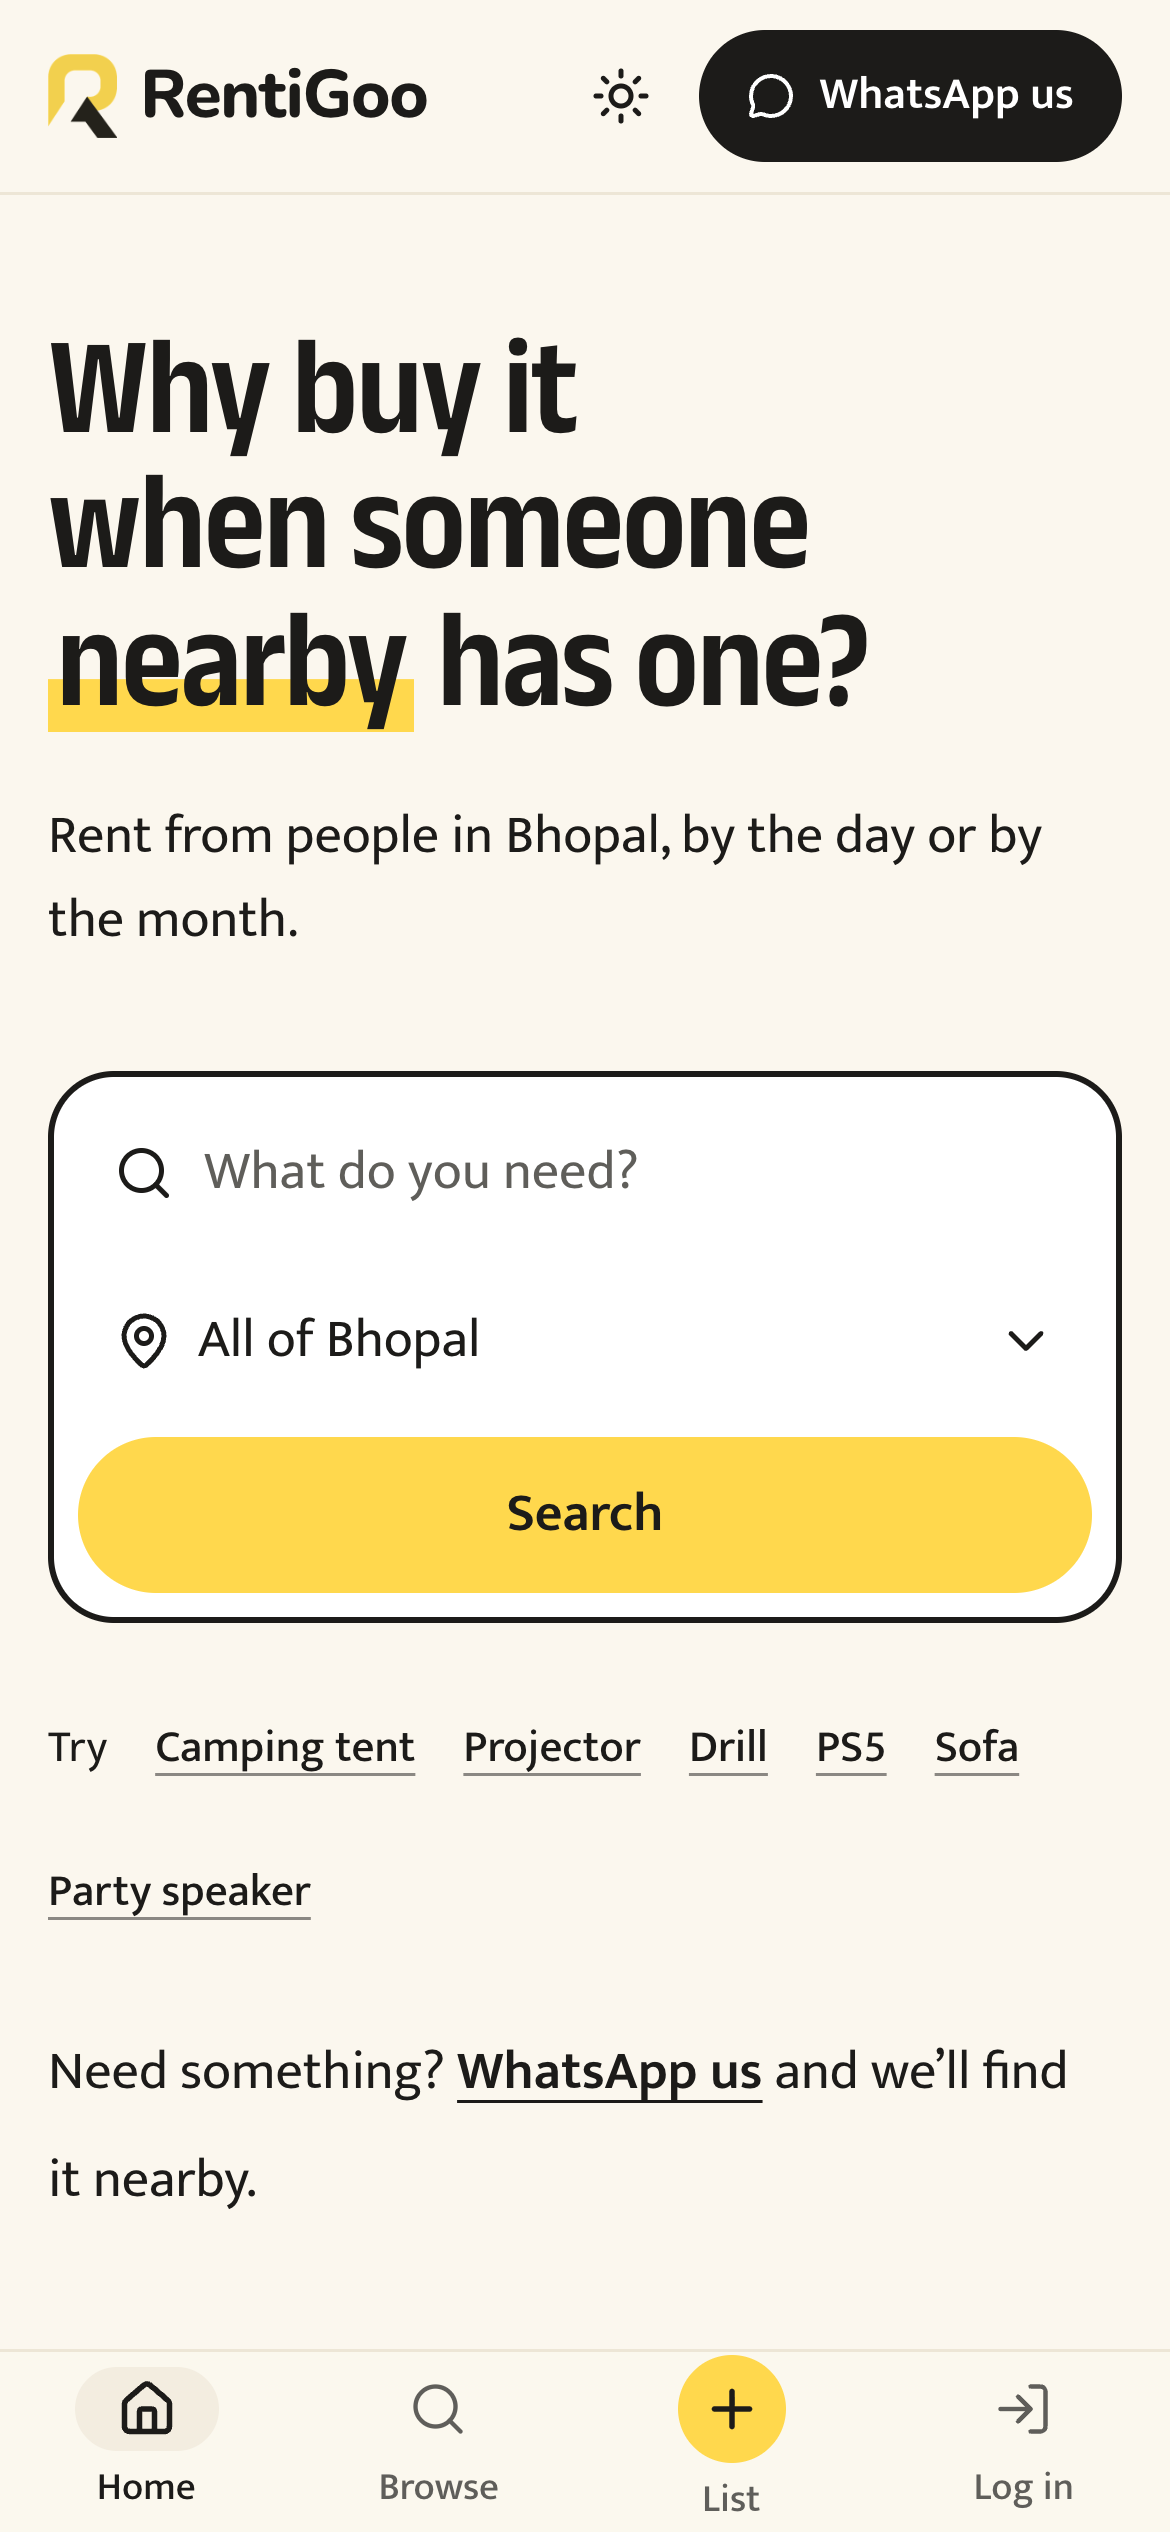 RentiGoo
WhatsApp us
Why buy it
when someone
nearby has one?
Rent from people in Bhopal, by the day or by
the month.
What do you need?
All of Bhopal
Search
Try Camping tent Projector Drill PS5 Sofa
Party speaker
Need something? WhatsApp us and we’ll find
it nearby.
Home Browse List Log in